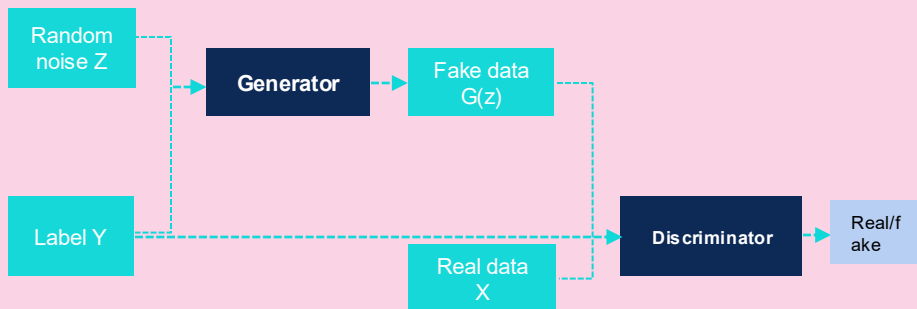 Random
noise Z
Generator
Fake data
G(z)
Label Y
Real data
X
Discriminator
Real/f
ake